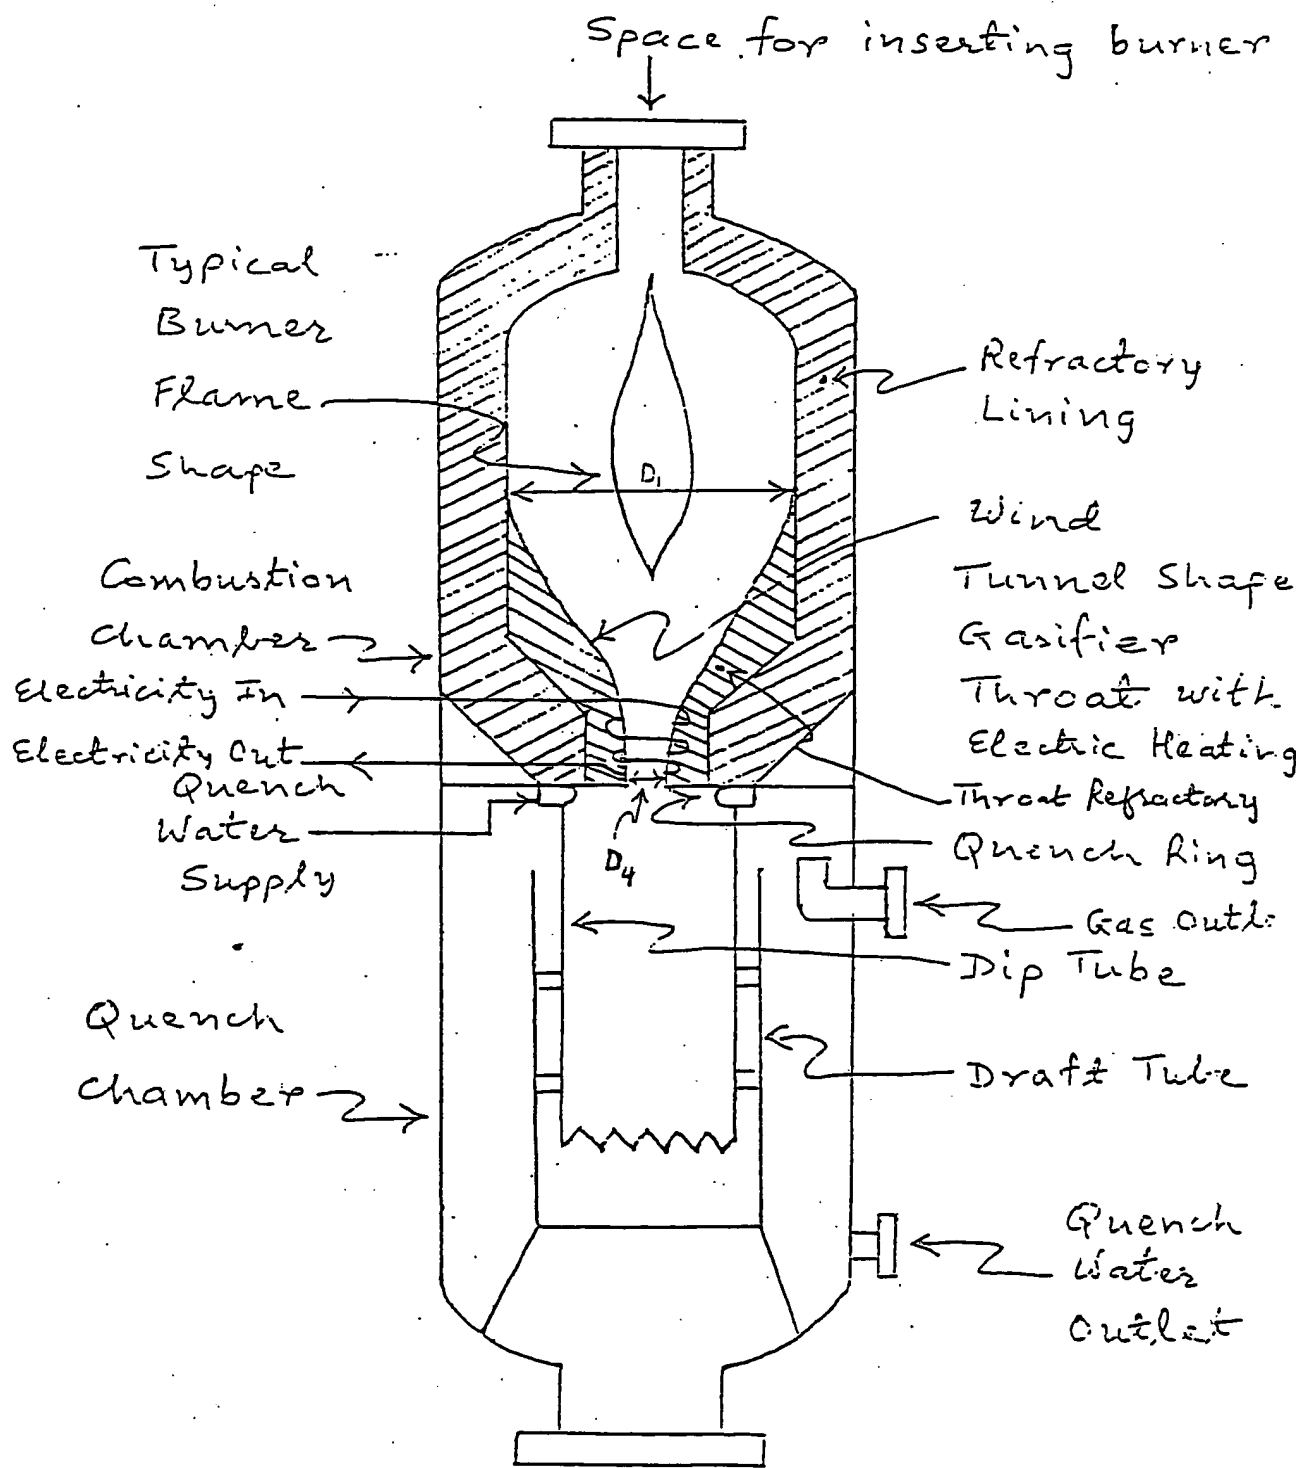 Space for inserting burner
Typical
Burner
Flame
Shape
Refractory
Lining
D₁
Wind
Tunnel Shape
Gasifier
Throat with
Electric Heating
Combustion
Chamber
Electricity In
Electricity Out
Quench
Water
Supply
Throat Refractory
Quench Ring
D₄
Gas Outl
Dip Tube
Quench
Chamber
Draft Tube
Quench
Water
Outlet